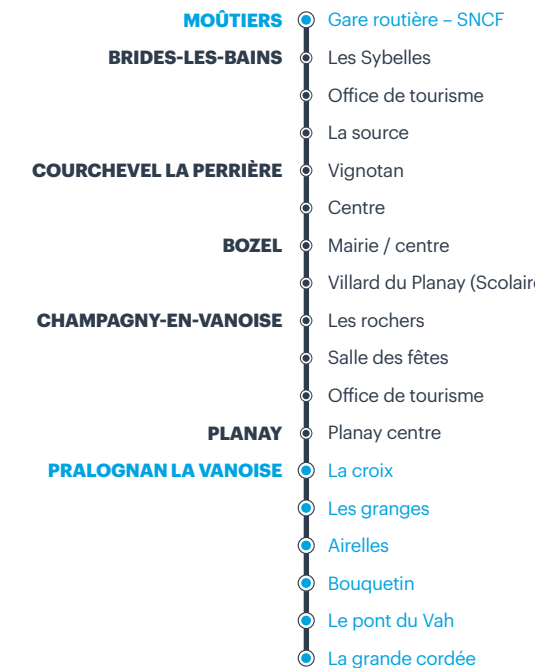 MOÛTIERS Gare routière – SNCF
BRIDES-LES-BAINS Les Sybelles
Office de tourisme
La source
COURCHEVEL LA PERRIÈRE Vignotan
Centre
BOZEL Mairie / centre
Villard du Planay (Scolaire
CHAMPAGNY-EN-VANOISE Les rochers
Salle des fêtes
Office de tourisme
PLANAY Planay centre
PRALOGNAN LA VANOISE La croix
Les granges
Airelles
Bouquetin
Le pont du Vah
La grande cordée